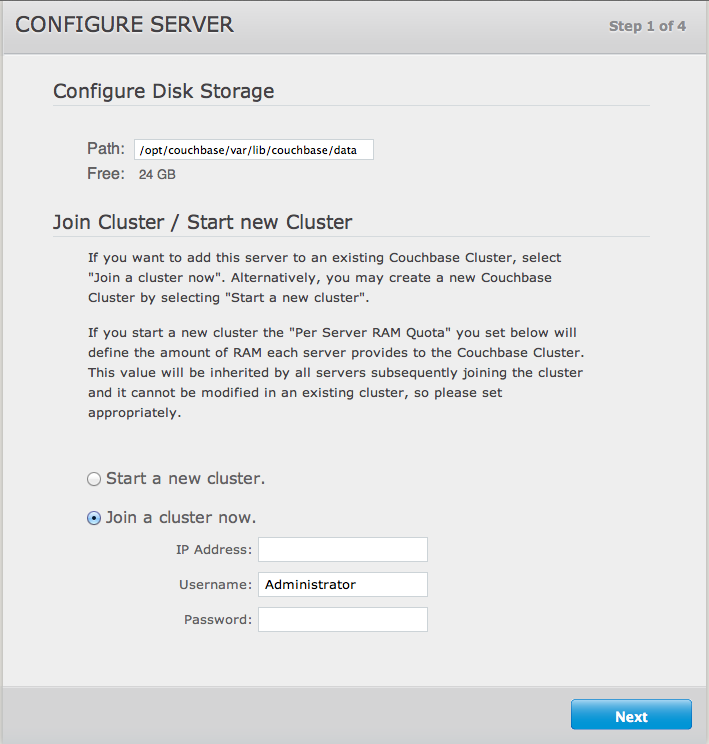 CONFIGURE SERVER
Step 1 of 4
Configure Disk Storage
Path: /opt/couchbase/var/lib/couchbase/data
Free: 24 GB
Join Cluster / Start new Cluster
If you want to add this server to an existing Couchbase Cluster, select
"Join a cluster now". Alternatively, you may create a new Couchbase
Cluster by selecting "Start a new cluster".
If you start a new cluster the "Per Server RAM Quota" you set below will
define the amount of RAM each server provides to the Couchbase Cluster.
This value will be inherited by all servers subsequently joining the cluster
and it cannot be modified in an existing cluster, so please set
appropriately.
Start a new cluster.
Join a cluster now.
IP Address:
Username: Administrator
Password:
Next